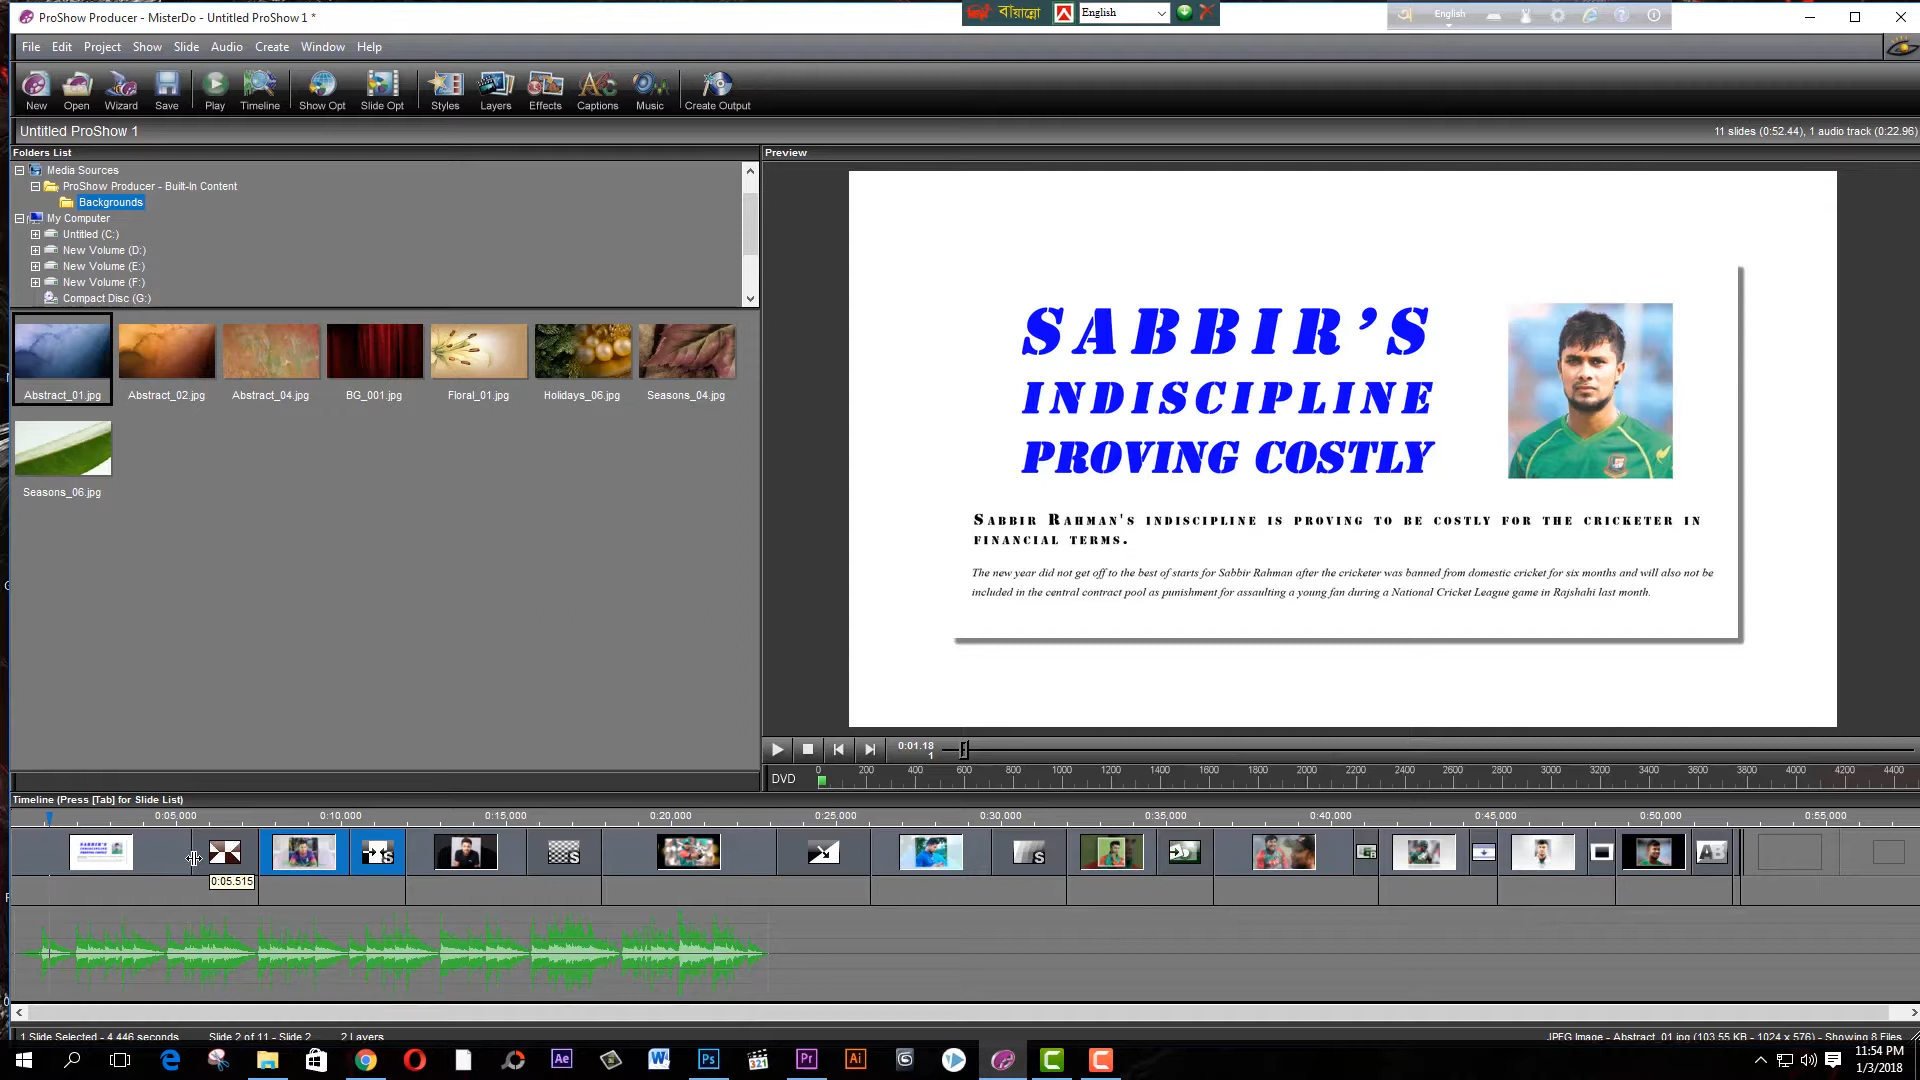 ProShow Producer - MisterDo - Untitled ProShow 1 *
বায়ান্নো English
English
File Edit Project Show Slide Audio Create Window Help
New Open Wizard Save Play Timeline Show Opt Slide Opt Styles Layers Effects Captions Music Create Output
Untitled ProShow 1
11 slides (0:52.44), 1 audio track (0:22.96)
Folders List
Preview
Media Sources
ProShow Producer - Built-In Content
Backgrounds
My Computer
Untitled (C:)
New Volume (D:)
New Volume (E:)
New Volume (F:)
Compact Disc (G:)
Abstract_01.jpg Abstract_02.jpg Abstract_04.jpg BG_001.jpg Floral_01.jpg Holidays_06.jpg Seasons_04.jpg
Seasons_06.jpg
SABBIR'S
INDISCIPLINE
PROVING COSTLY
Sabbir Rahman's indiscipline is proving to be costly for the cricketer in
financial terms.
The new year did not get off to the best of starts for Sabbir Rahman after the cricketer was banned from domestic cricket for six months and will also not be
included in the central contract pool as punishment for assaulting a young fan during a National Cricket League game in Rajshahi last month.
0:01.18
1
DVD 0 200 400 600 800 1000 1200 1400 1600 1800 2000 2200 2400 2600 2800 3000 3200 3400 3600 3800 4000 4200 4400
Timeline (Press [Tab] for Slide List)
0:05.000 0:10.000 0:15.000 0:20.000 0:25.000 0:30.000 0:35.000 0:40.000 0:45.000 0:50.000 0:55.000
0:05.515
1 Slide Selected - 4.446 seconds Slide 2 of 11 - Slide 2 2 Layers
JPEG Image - Abstract_01.jpg (103.55 KB - 1024 x 576) - Showing 8 Files
11:54 PM
1/3/2018